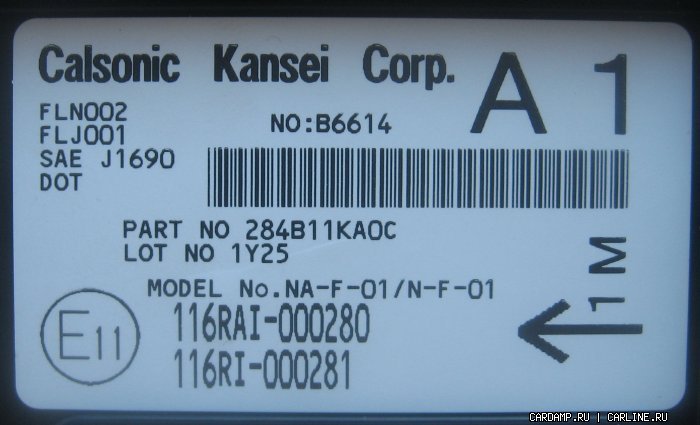 Calsonic Kansei Corp.
A 1
FLN002
FLJ001
SAE J1690
DOT
NO:B6614
PART NO 284B11KA0C
LOT NO 1Y25
MODEL No.NA-F-01/N-F-01
1M
E11
116RAI-000280
116RI-000281
CARDAMP.RU | CARLINE.RU